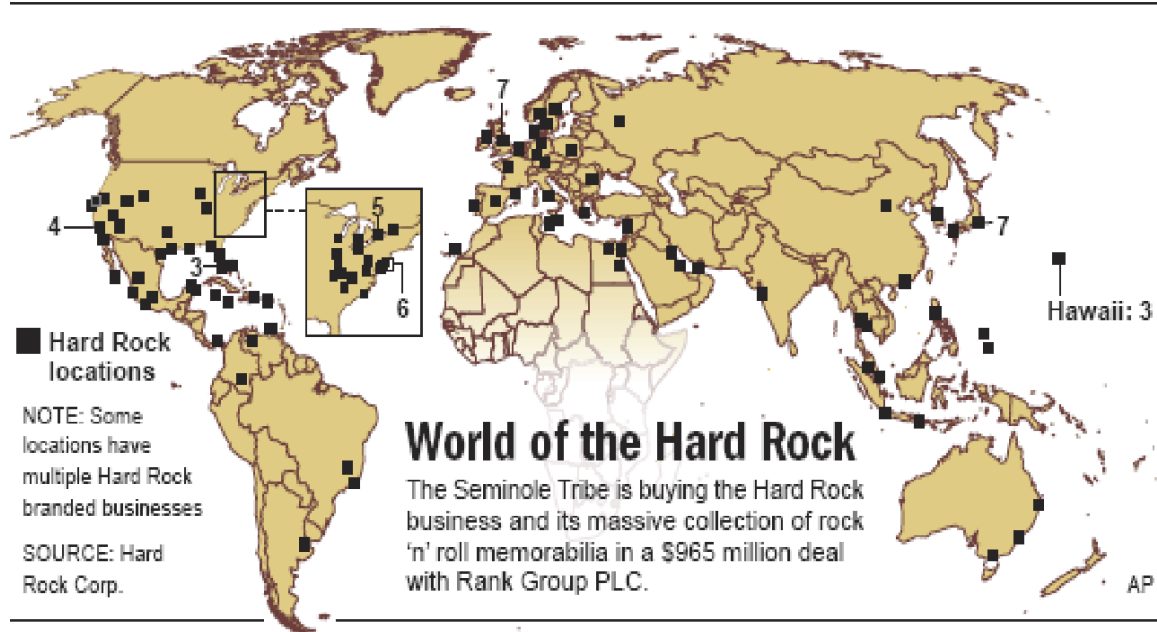 7
4
3
5
6
7
Hawaii: 3
Hard Rock
locations
NOTE: Some
locations have
multiple Hard Rock
branded businesses
SOURCE: Hard
Rock Corp.
World of the Hard Rock
The Seminole Tribe is buying the Hard Rock
business and its massive collection of rock
‘n’ roll memorabilia in a $965 million deal
with Rank Group PLC.
AP